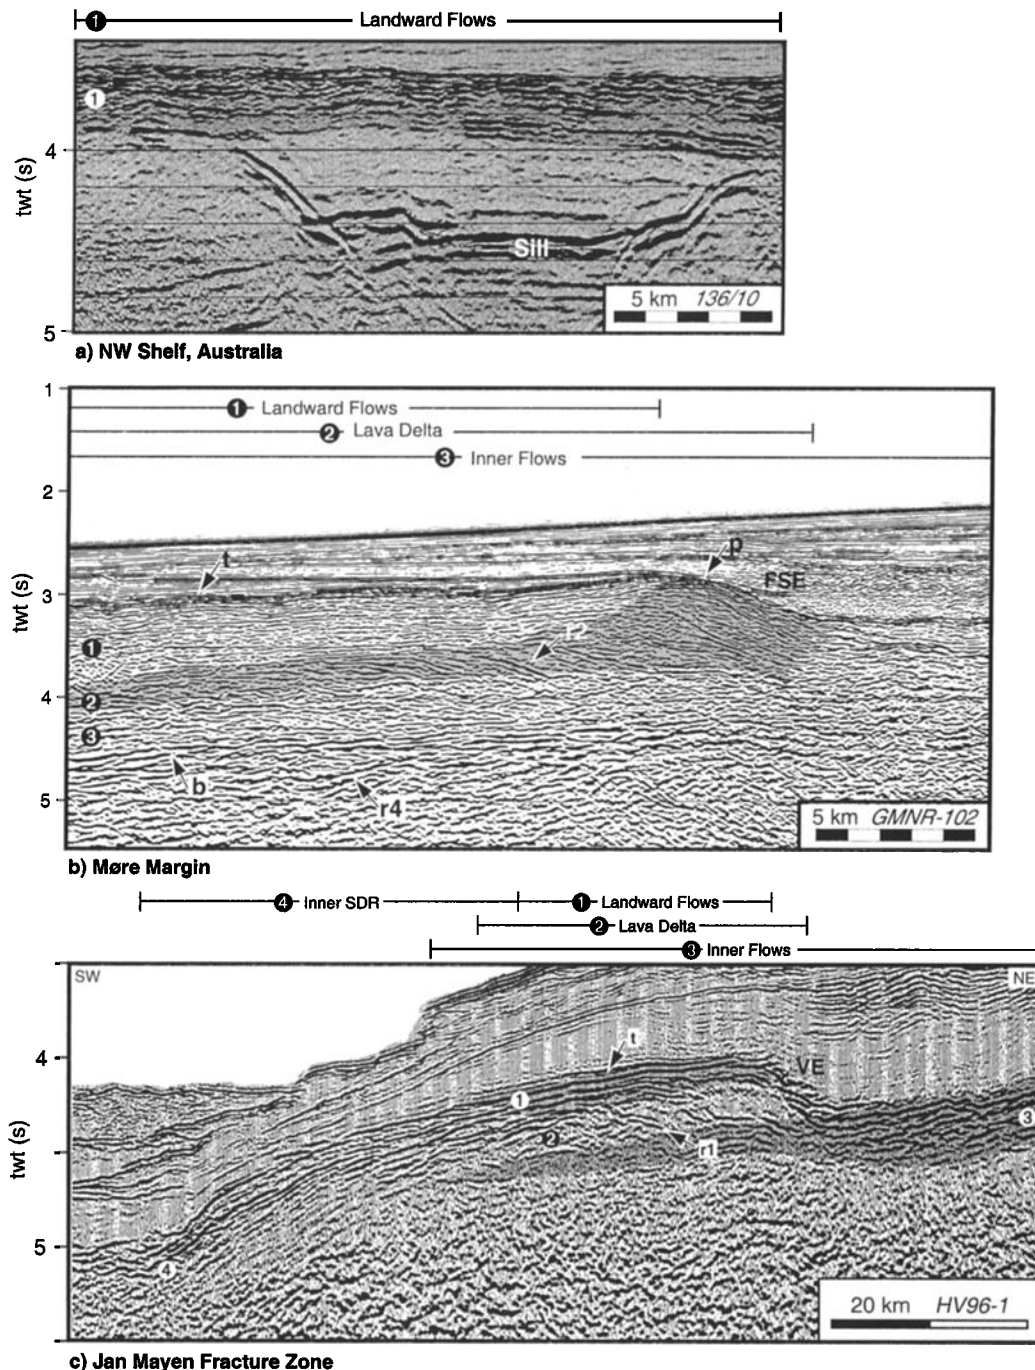 1 Landward Flows
1
twt (s)
4
Sill
5 km 136/10
5
a) NW Shelf, Australia
1
1 Landward Flows
2 Lava Delta
3 Inner Flows
2
t
p
FSE
3
twt (s)
1
r2
4
2
3
b
r4
5
5 km GMNR-102
b) Møre Margin
4 Inner SDR
1 Landward Flows
2 Lava Delta
3 Inner Flows
SW
NE
4
t
VE
1
3
2
r1
twt (s)
5
4
20 km HV96-1
c) Jan Mayen Fracture Zone